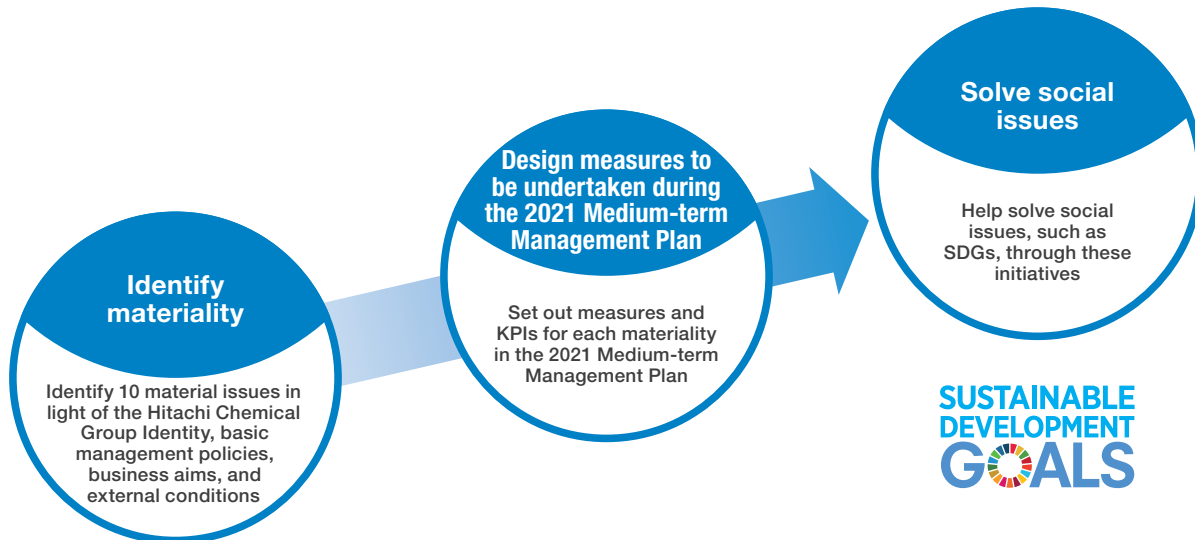 Identify
materiality
Identify 10 material issues in
light of the Hitachi Chemical
Group Identity, basic
management policies,
business aims, and
external conditions
Design measures to
be undertaken during
the 2021 Medium-term
Management Plan
Set out measures and
KPIs for each materiality
in the 2021 Medium-term
Management Plan
Solve social
issues
Help solve social
issues, such as
SDGs, through these
initiatives
SUSTAINABLE
DEVELOPMENT
GOALS